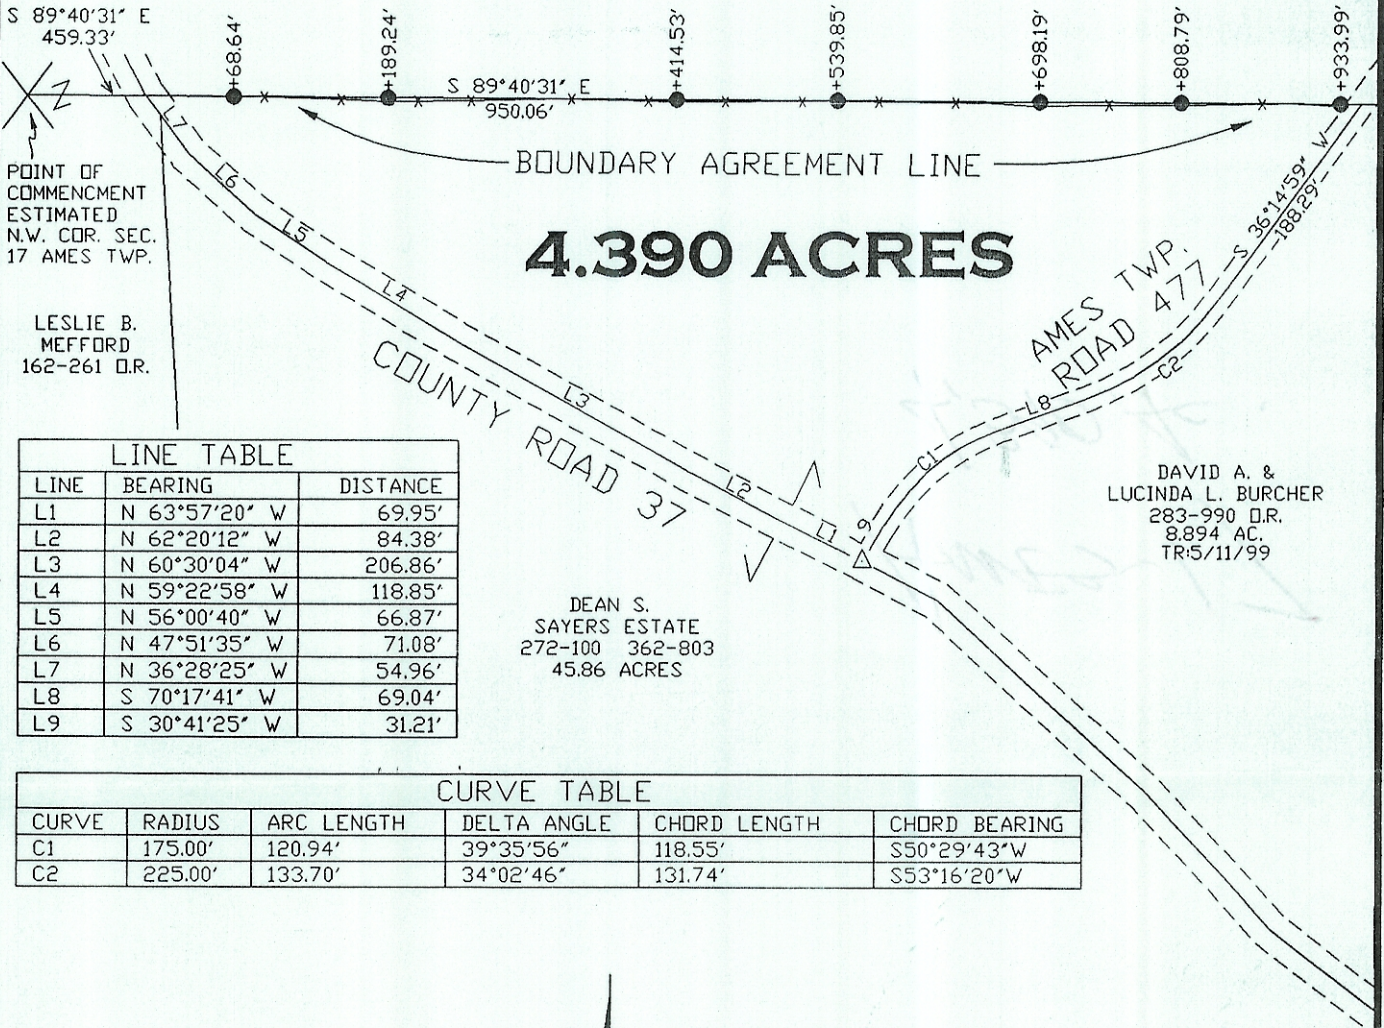 S 89°40'31" E
459.33'
+68.64'
+189.24'
+414.53'
+539.85'
+698.19'
+808.79'
+933.99'
S 89°40'31" E
950.06'
BOUNDARY AGREEMENT LINE
POINT OF
COMMENCMENT
ESTIMATED
N.W. COR. SEC.
17 AMES TWP.
L7
L6
L5
L4
L3
L2
L1
L9
C1
L8
C2
S 36°14'59" W
188.29'
4.390 ACRES
AMES TWP.
ROAD 477
COUNTY ROAD 37
LESLIE B.
MEFFORD
162-261 O.R.
DAVID A. &
LUCINDA L. BURCHER
283-990 O.R.
8.894 AC.
TR:5/11/99
DEAN S.
SAYERS ESTATE
272-100 362-803
45.86 ACRES
LINE TABLE
LINE BEARING DISTANCE
L1 N 63°57'20" W 69.95'
L2 N 62°20'12" W 84.38'
L3 N 60°30'04" W 206.86'
L4 N 59°22'58" W 118.85'
L5 N 56°00'40" W 66.87'
L6 N 47°51'35" W 71.08'
L7 N 36°28'25" W 54.96'
L8 S 70°17'41" W 69.04'
L9 S 30°41'25" W 31.21'
CURVE TABLE
CURVE RADIUS ARC LENGTH DELTA ANGLE CHORD LENGTH CHORD BEARING
C1 175.00' 120.94' 39°35'56" 118.55' S50°29'43"W
C2 225.00' 133.70' 34°02'46" 131.74' S53°16'20"W